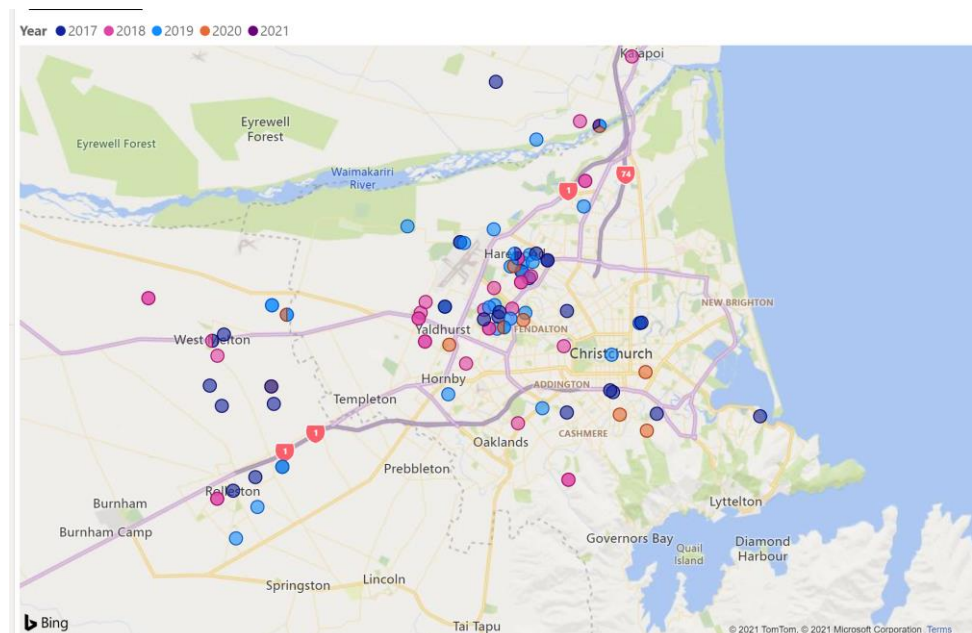 Year 2017 2018 2019 2020 2021
Kaiapoi
Eyrewell
Forest
Eyrewell Forest
Waimakariri
River
1
74
Harewood
NEW BRIGHTON
Yaldhurst
FENDALTON
West Melton
Christchurch
Hornby
ADDINGTON
Templeton
1
CASHMERE
Oaklands
1
Prebbleton
Rolleston
Burnham
Lyttelton
Burnham Camp
Governors Bay
Diamond
Harbour
Quail
Island
Lincoln
Springston
Tai Tapu
Bing
© 2021 TomTom, © 2021 Microsoft Corporation Terms